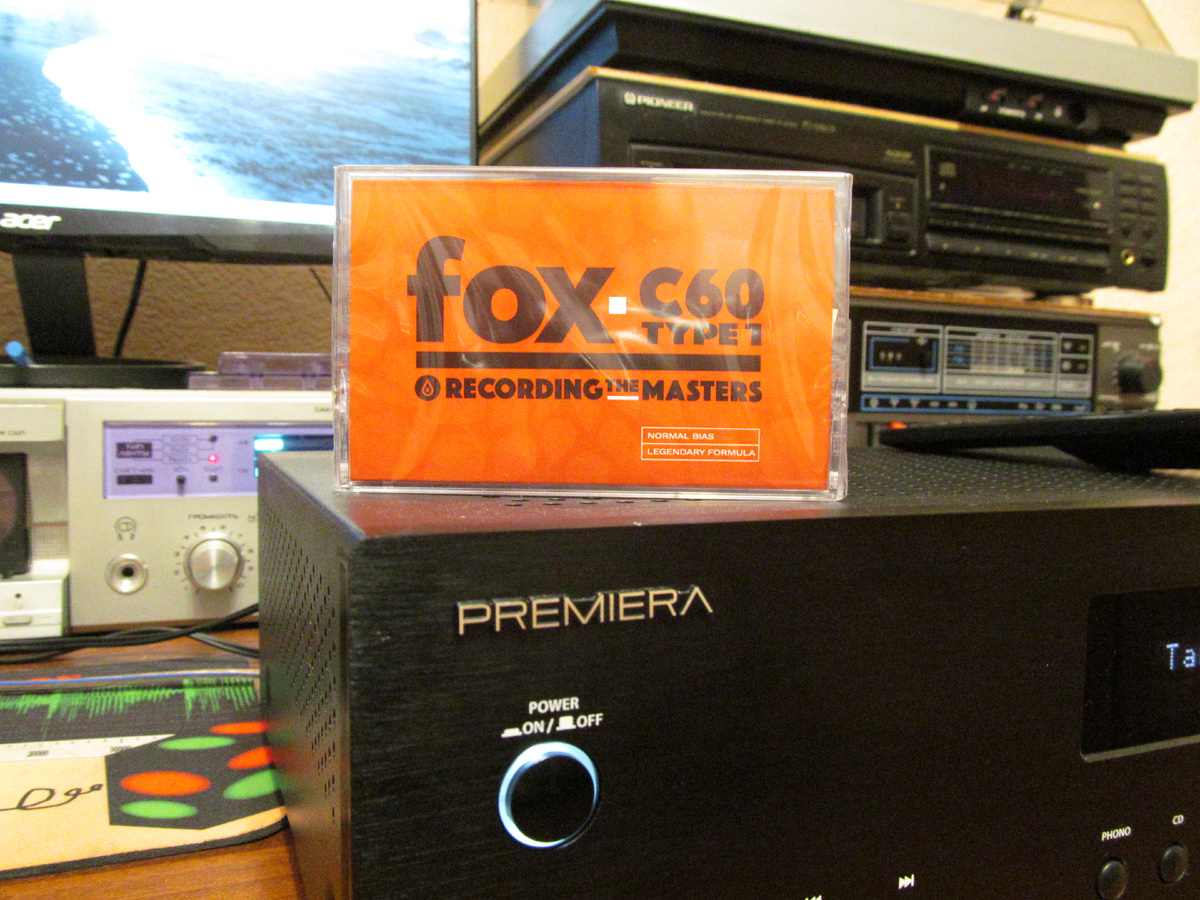 acer
PIONEER
fox
C60
TYPE 1
RECORDING THE MASTERS
NORMAL BIAS
LEGENDARY FORMULA
ГРОМКОСТЬ
PREMIERA
POWER
ON / OFF
Ta
PHONO
CD